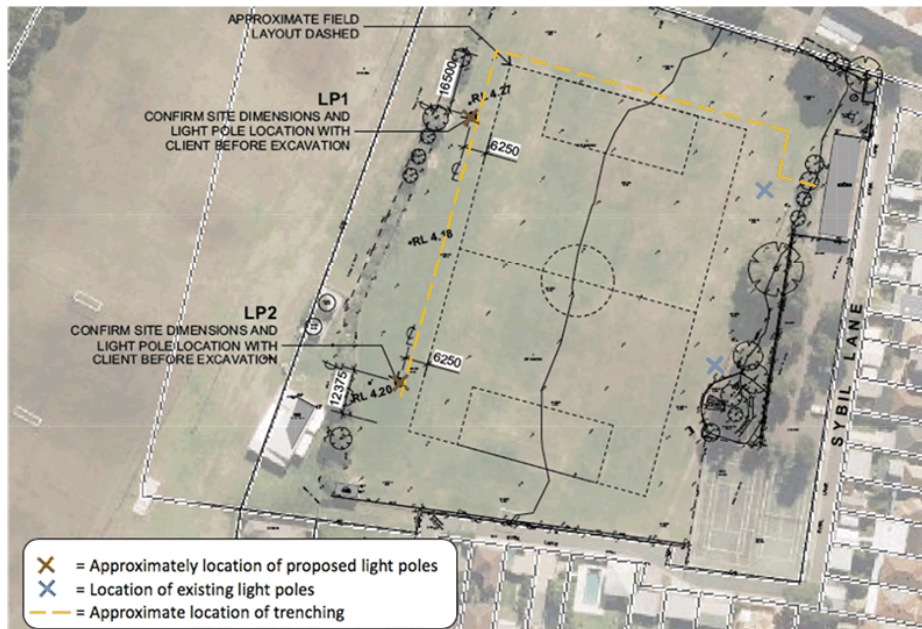 APPROXIMATE FIELD
LAYOUT DASHED
16500
RL 4.27
LP1
CONFIRM SITE DIMENSIONS AND
LIGHT POLE LOCATION WITH
CLIENT BEFORE EXCAVATION
6250
RL 4.18
LP2
CONFIRM SITE DIMENSIONS AND
LIGHT POLE LOCATION WITH
CLIENT BEFORE EXCAVATION
6250
12375
RL 4.20
SYBIL LANE
= Approximately location of proposed light poles
= Location of existing light poles
= Approximate location of trenching